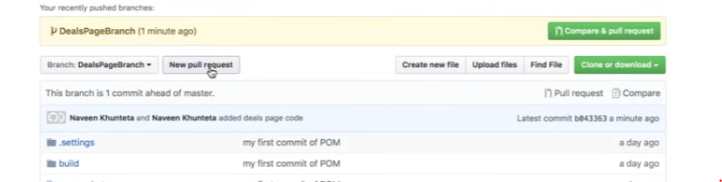 Your recently pushed branches:
DealsPageBranch (1 minute ago)
Compare & pull request
Branch: DealsPageBranch
New pull request
Create new file
Upload files
Find File
Clone or download
This branch is 1 commit ahead of master.
Pull request
Compare
Naveen Khunteta and Naveen Khunteta added deals page code
Latest commit b043363 a minute ago
.settings
my first commit of POM
a day ago
build
my first commit of POM
a day ago